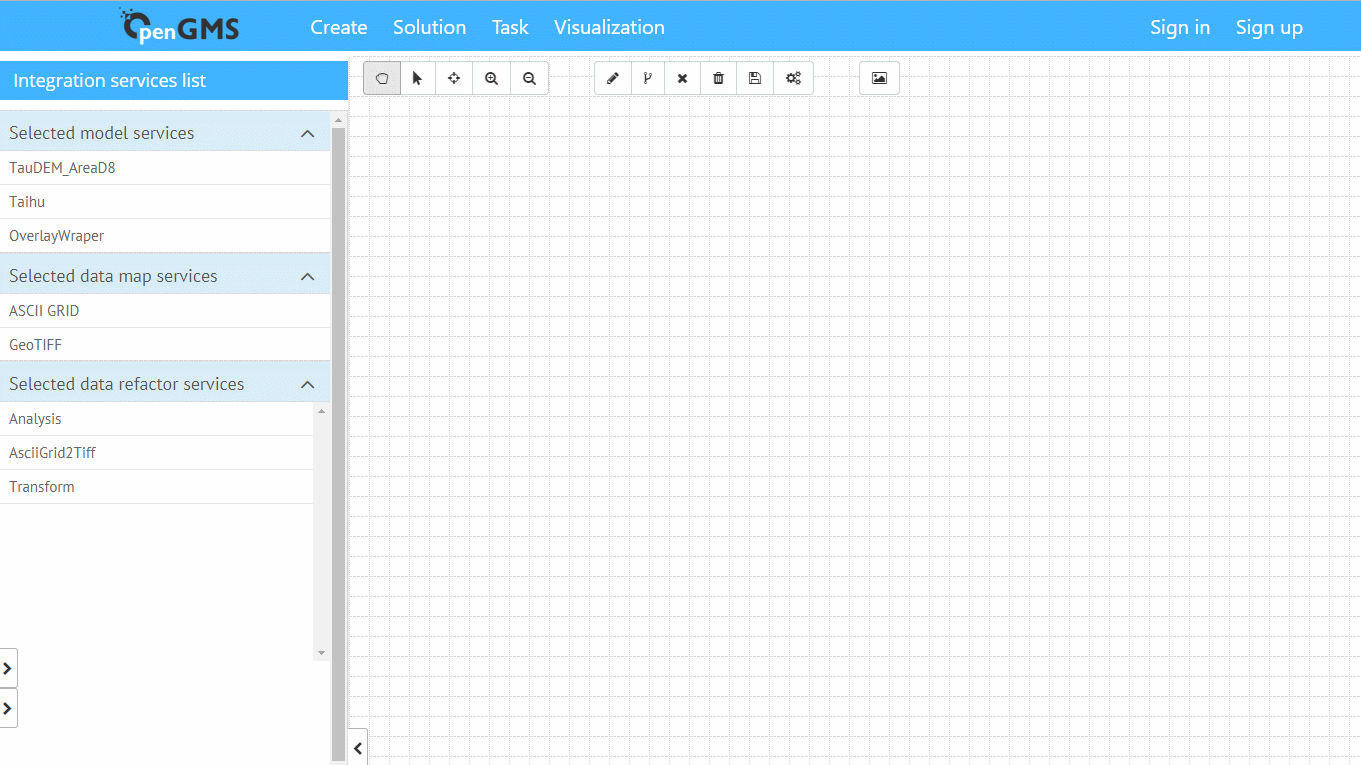 OpenGMS Create Solution Task Visualization Sign in Sign up
Integration services list
Selected model services
TauDEM_AreaD8
Taihu
OverlayWraper
Selected data map services
ASCII GRID
GeoTIFF
Selected data refactor services
Analysis
AsciiGrid2Tiff
Transform